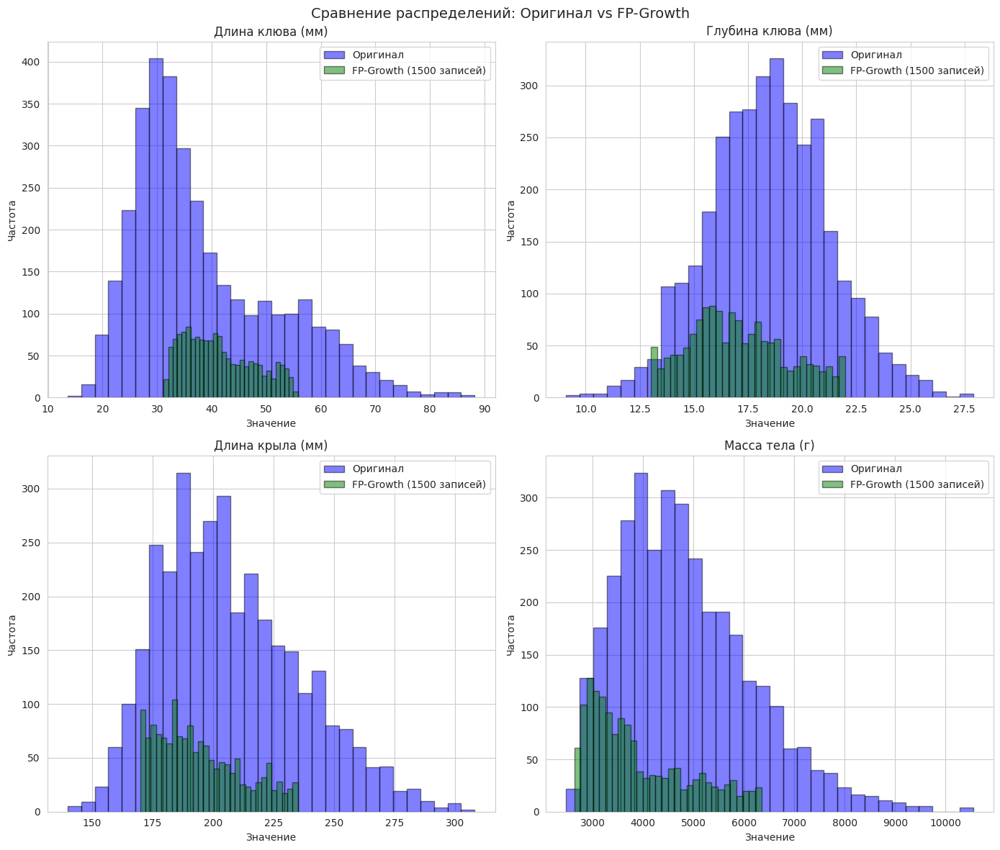 Сравнение распределений: Оригинал vs FP-Growth
Длина клюва (мм)
Оригинал
FP-Growth (1500 записей)
Частота
400
350
300
250
200
150
100
50
0
10 20 30 40 50 60 70 80 90
Значение
Глубина клюва (мм)
Оригинал
FP-Growth (1500 записей)
Частота
300
250
200
150
100
50
0
10.0 12.5 15.0 17.5 20.0 22.5 25.0 27.5
Значение
Длина крыла (мм)
Оригинал
FP-Growth (1500 записей)
Частота
300
250
200
150
100
50
0
150 175 200 225 250 275 300
Значение
Масса тела (г)
Оригинал
FP-Growth (1500 записей)
Частота
300
250
200
150
100
50
0
3000 4000 5000 6000 7000 8000 9000 10000
Значение